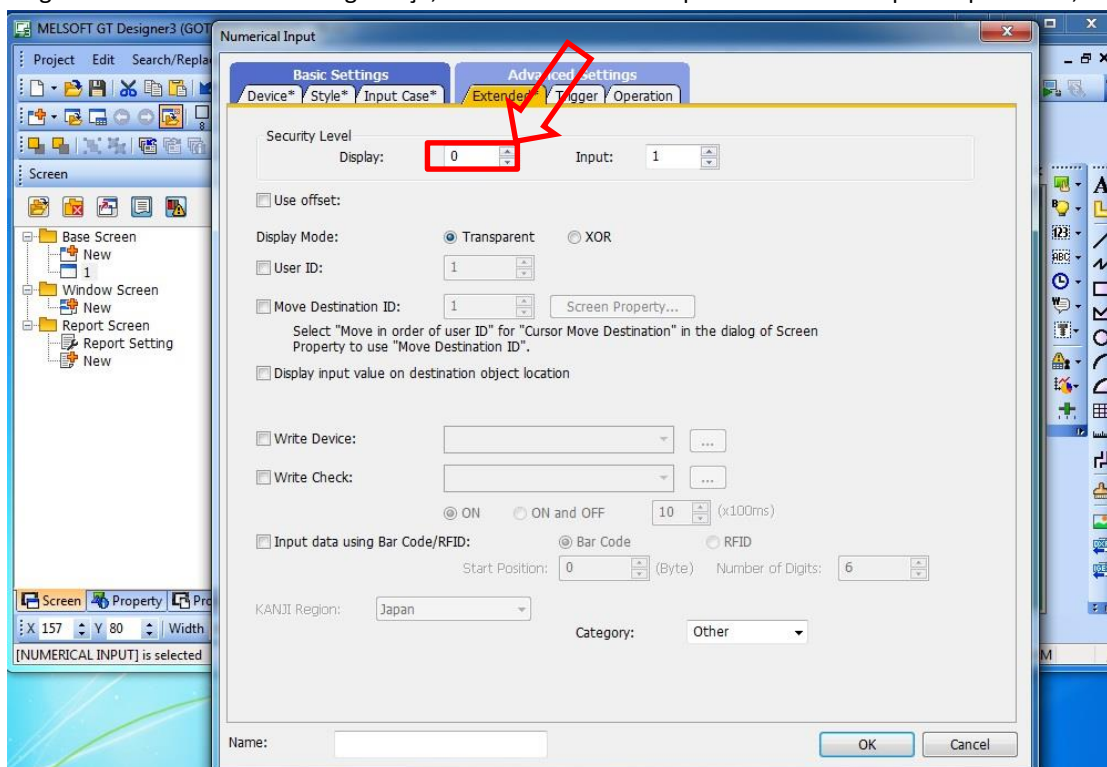 MELSOFT GT Designer3 (GOT
Numerical Input
Project Edit Search/Repla
Basic Settings
Advanced Settings
Device* Style* Input Case* Extended* Trigger Operation
Security Level
Display: 0 Input: 1
Screen
Use offset:
Base Screen
New
1
Window Screen
New
Report Screen
Report Setting
New
Display Mode: Transparent XOR
User ID: 1
Move Destination ID: 1 Screen Property...
Select "Move in order of user ID" for "Cursor Move Destination" in the dialog of Screen
Property to use "Move Destination ID".
Display input value on destination object location
Write Device: ...
Write Check: ...
ON ON and OFF 10 (x100ms)
Input data using Bar Code/RFID: Bar Code RFID
Start Position: 0 (Byte) Number of Digits: 6
KANJI Region: Japan
Category: Other
Screen Property Pro
X 157 Y 80 Width
[NUMERICAL INPUT] is selected
M
Name:
OK Cancel